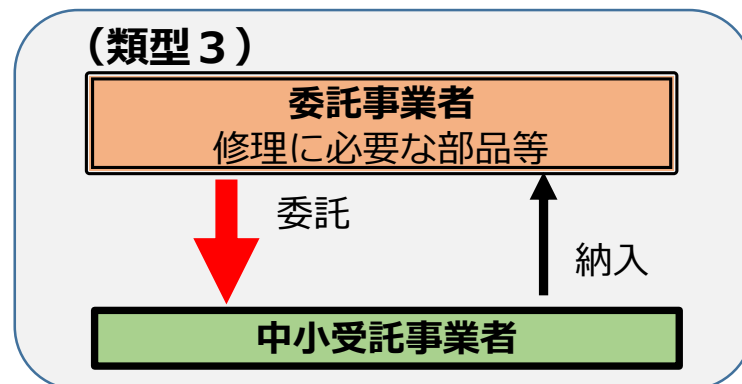 （類型３）
委託事業者
修理に必要な部品等
委託
納入
中小受託事業者